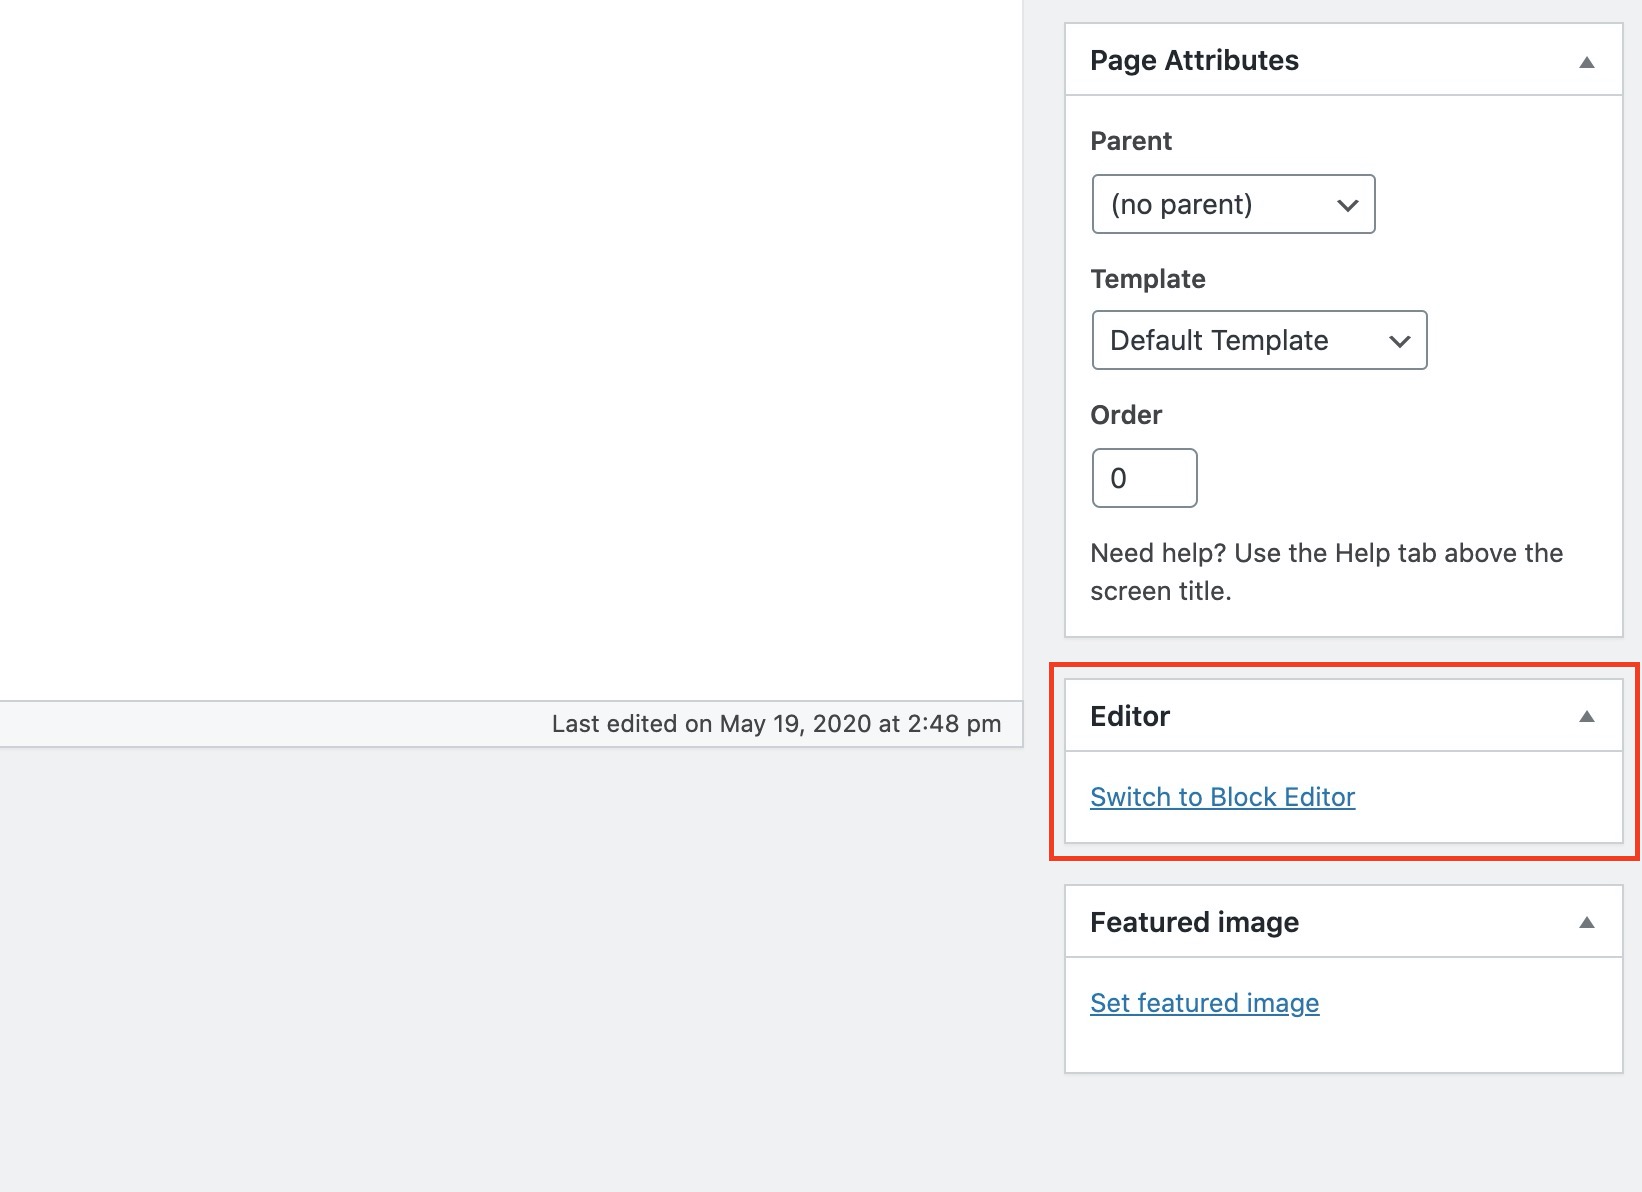 Page Attributes
Parent
(no parent)
Template
Default Template
Order
0
Need help? Use the Help tab above the
screen title.
Last edited on May 19, 2020 at 2:48 pm
Editor
Switch to Block Editor
Featured image
Set featured image